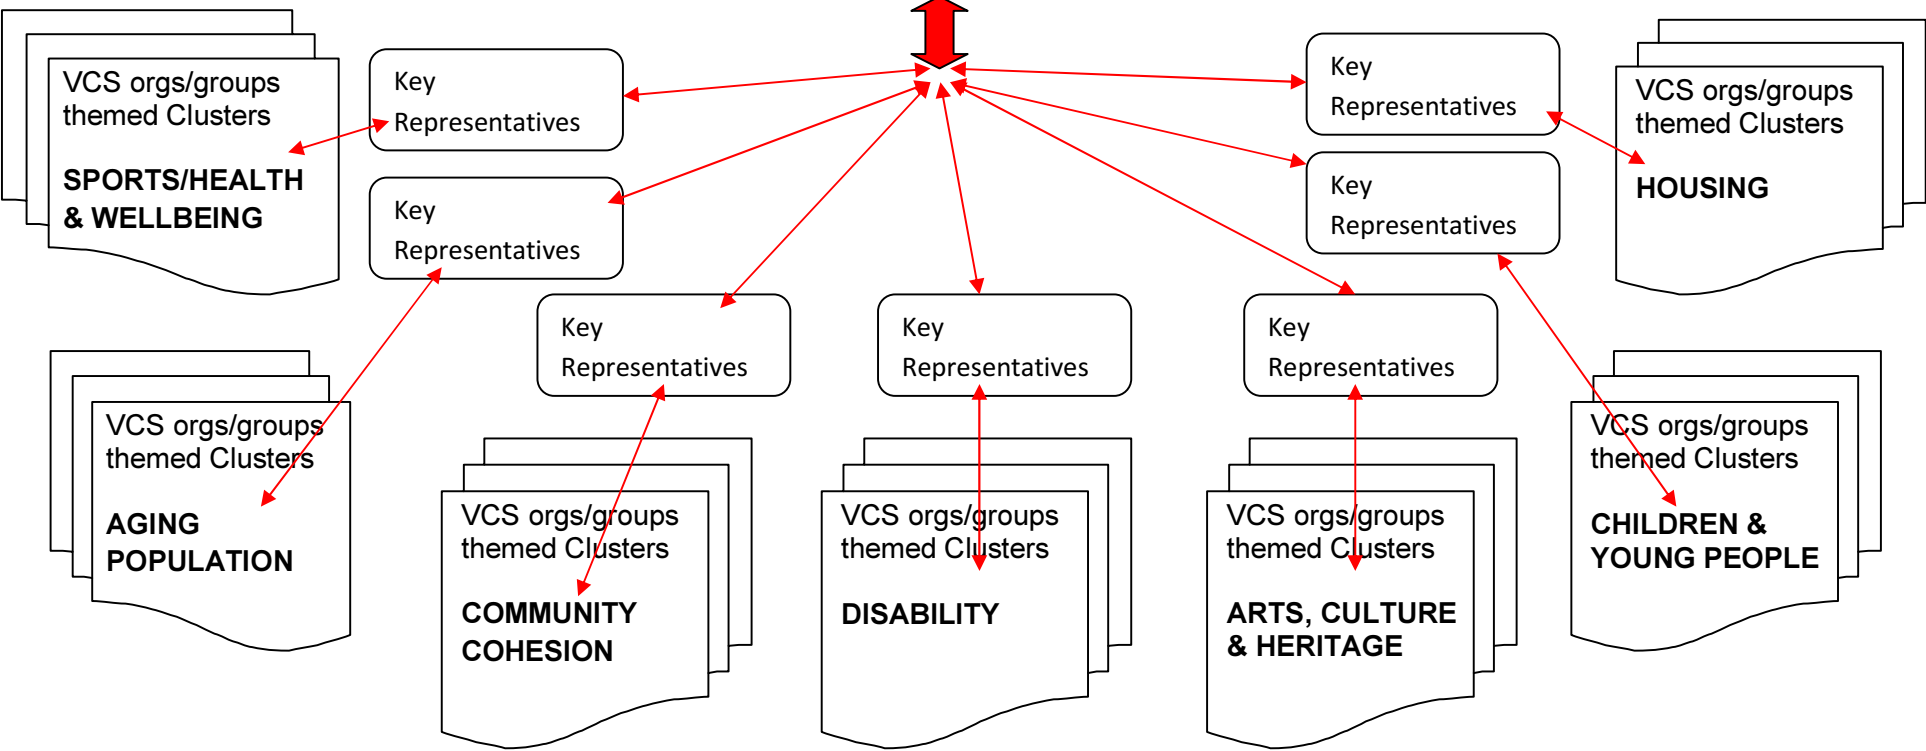 VCS orgs/groups
themed Clusters
SPORTS/HEALTH
& WELLBEING
Key
Representatives
Key
Representatives
Key
Representatives
Key
Representatives
VCS orgs/groups
themed Clusters
HOUSING
VCS orgs/groups
themed Clusters
AGING
POPULATION
Key
Representatives
Key
Representatives
Key
Representatives
VCS orgs/groups
themed Clusters
CHILDREN &
YOUNG PEOPLE
VCS orgs/groups
themed Clusters
COMMUNITY
COHESION
VCS orgs/groups
themed Clusters
DISABILITY
VCS orgs/groups
themed Clusters
ARTS, CULTURE
& HERITAGE